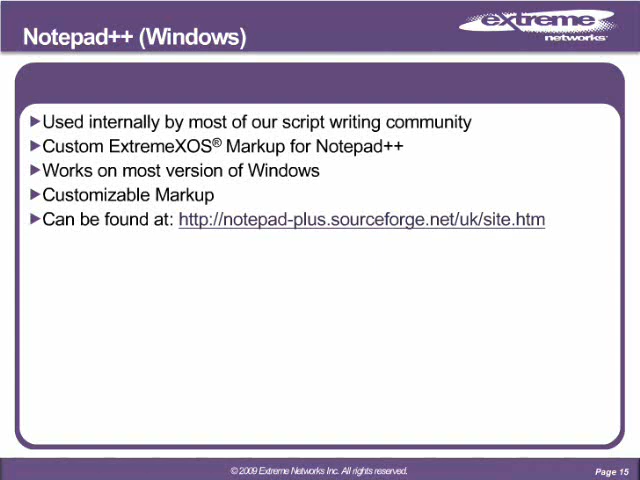 Notepad++ (Windows)
extreme
networks
Used internally by most of our script writing community
Custom ExtremeXOS® Markup for Notepad++
Works on most version of Windows
Customizable Markup
Can be found at: http://notepad-plus.sourceforge.net/uk/site.htm
© 2009 Extreme Networks Inc. All rights reserved.
Page 15